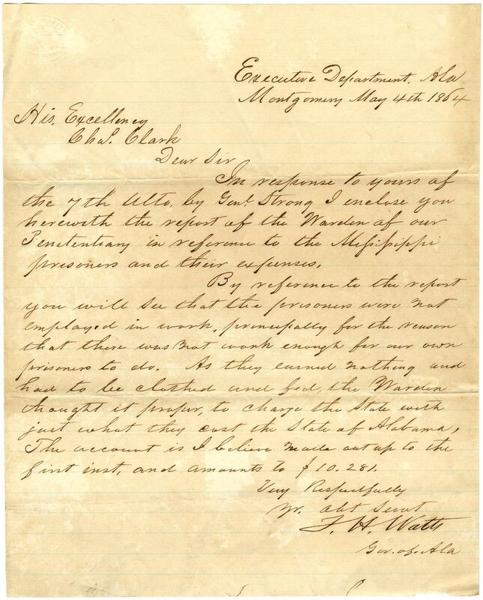 Executive Department, Ala
Montgomery May 4th 1864
His. Excellency
Chaˢ. Clark
Dear Sir
In response to yours of
the 7th Ulto. by Genˡ. Strong I enclose you
herewith the report of the Warden of our
Penitentiary in reference to the Missisippi
prisoners and their expenses.
By reference to the report
you will see that the prisoners were not
employed in work, principally for the reason
that there was not work enough for our own
prisoners to do. As they earned nothing and
had to be clothed and fed, the Warden
thought it proper, to charge the State with
just what they cost the State of Alabama,
The account is I believe made out up to the
first inst, and amounts to $10.281.
Very Respectfully
Yr. Obt Servt
T. H. Watts
Gov. of. Ala